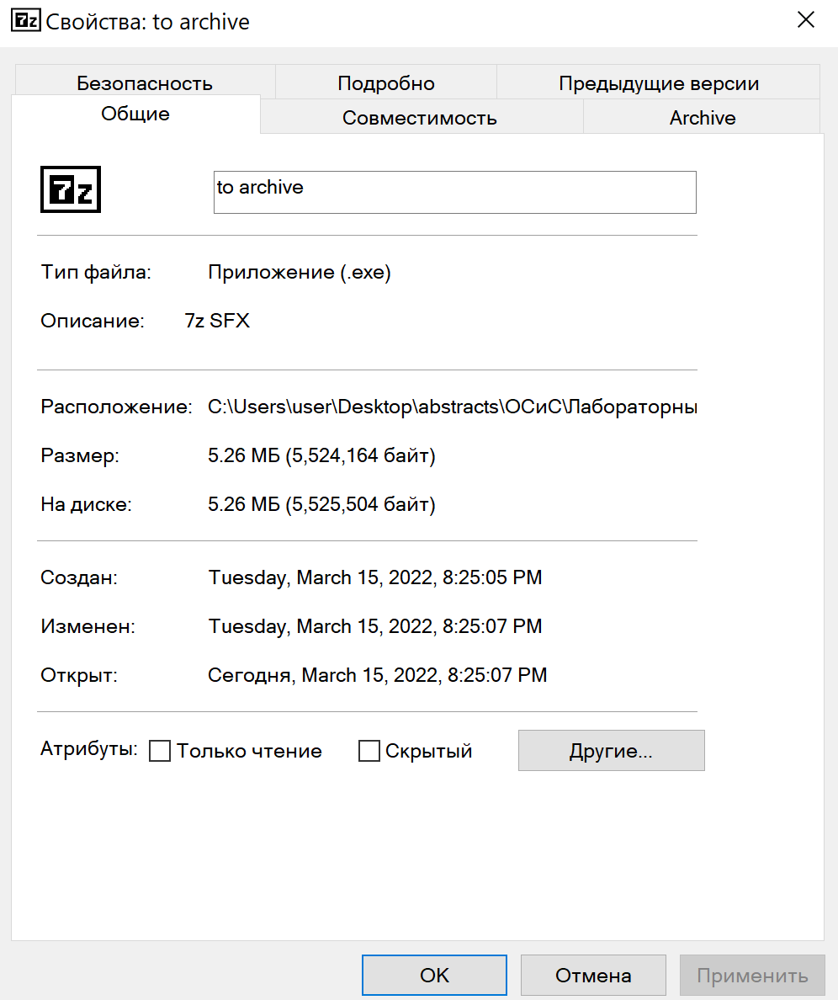 7z Свойства: to archive
Безопасность Подробно Предыдущие версии
Общие Совместимость Archive
7z to archive
Тип файла: Приложение (.exe)
Описание: 7z SFX
Расположение: C:\Users\user\Desktop\abstracts\ОСиС\Лабораторны
Размер: 5.26 МБ (5,524,164 байт)
На диске: 5.26 МБ (5,525,504 байт)
Создан: Tuesday, March 15, 2022, 8:25:05 PM
Изменен: Tuesday, March 15, 2022, 8:25:07 PM
Открыт: Сегодня, March 15, 2022, 8:25:07 PM
Атрибуты: Только чтение Скрытый Другие...
OK Отмена Применить